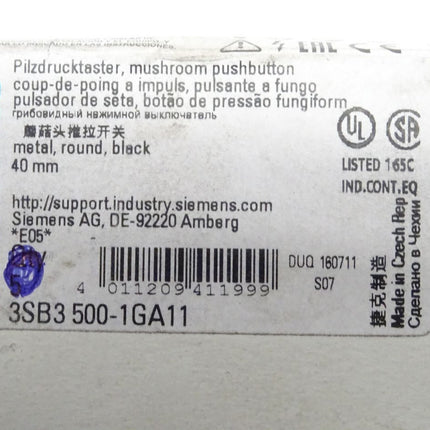 Pilzdrucktaster, mushroom pushbutton
coup-de-poing a impuls, pulsante a fungo
pulsador de seta, botão de pressão fungiform
грибовидный нажимной выключатель
蘑菇头推拉开关
metal, round, black
40 mm
UL
SA
LISTED 165C
IND.CONT.EQ
http://support.industry.siemens.com
Siemens AG, DE-92220 Amberg
*E05*
4 011209 411999
DUQ 160711
S07
3SB3 500-1GA11
捷克制造
Made in Czech Rep
Сделано в Чехии